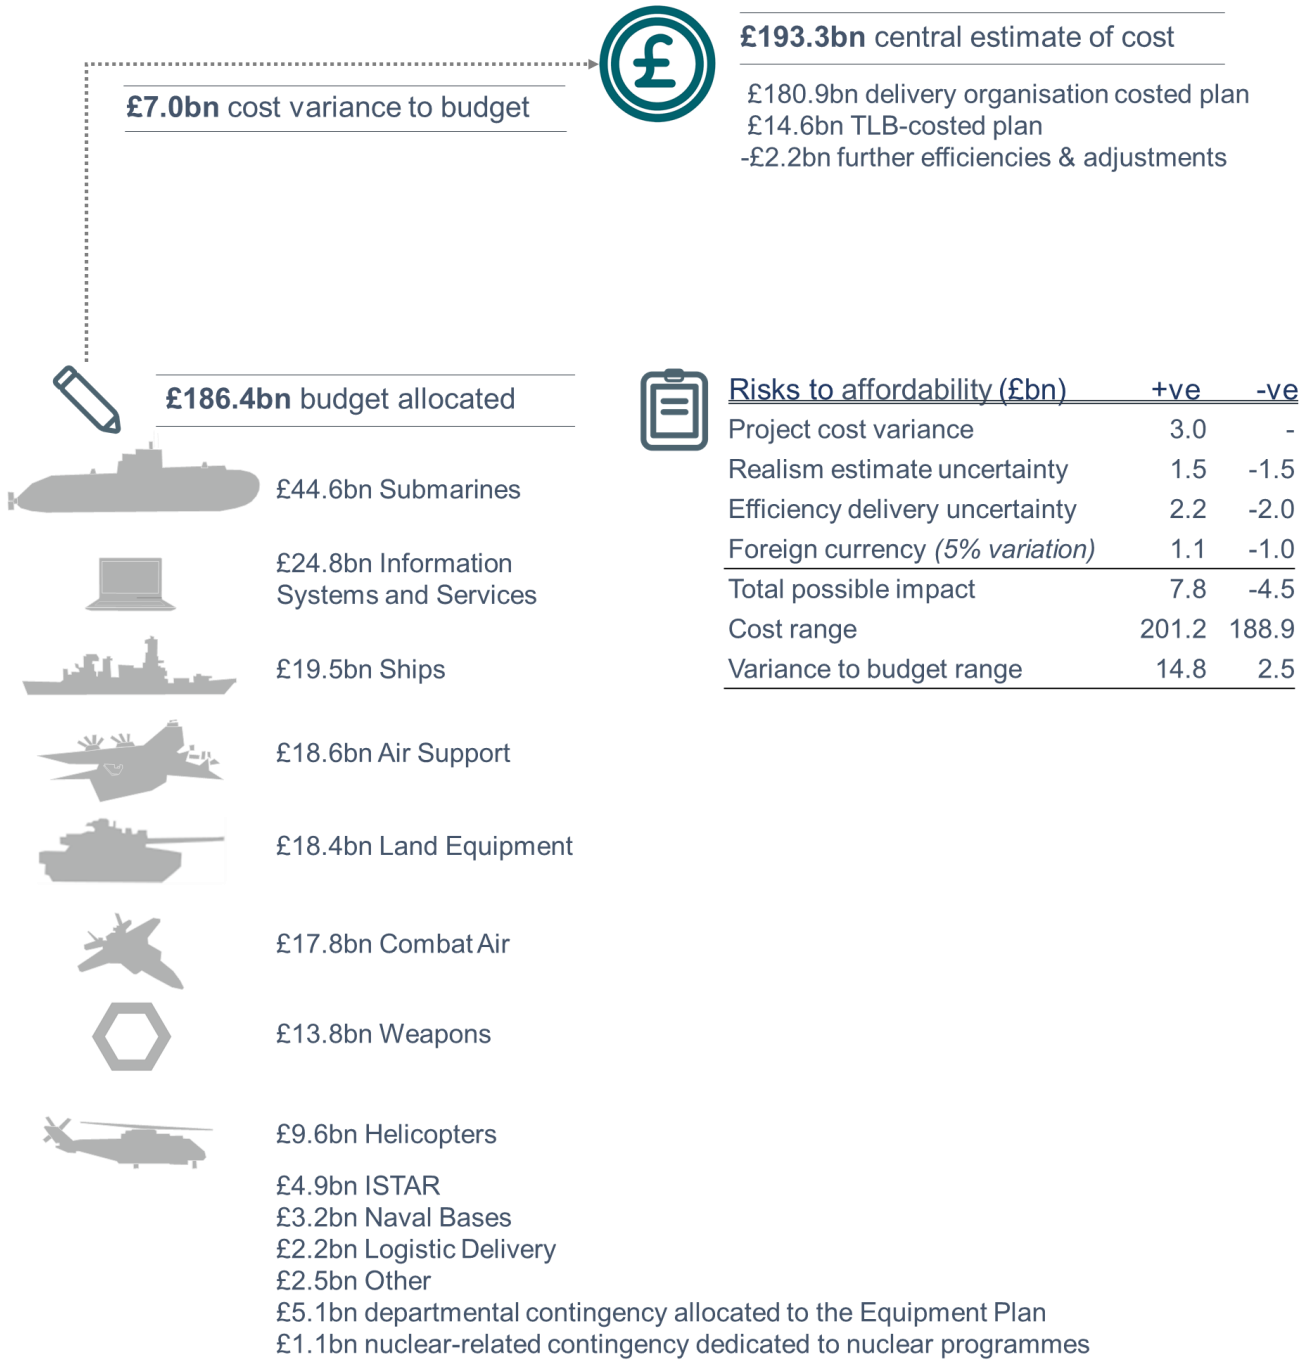 £193.3bn central estimate of cost
£7.0bn cost variance to budget
£180.9bn delivery organisation costed plan
£14.6bn TLB-costed plan
-£2.2bn further efficiencies & adjustments
£186.4bn budget allocated
£44.6bn Submarines
£24.8bn Information
Systems and Services
£19.5bn Ships
£18.6bn Air Support
£18.4bn Land Equipment
£17.8bn Combat Air
£13.8bn Weapons
£9.6bn Helicopters
£4.9bn ISTAR
£3.2bn Naval Bases
£2.2bn Logistic Delivery
£2.5bn Other
£5.1bn departmental contingency allocated to the Equipment Plan
£1.1bn nuclear-related contingency dedicated to nuclear programmes
Risks to affordability (£bn) +ve -ve
Project cost variance 3.0 -
Realism estimate uncertainty 1.5 -1.5
Efficiency delivery uncertainty 2.2 -2.0
Foreign currency (5% variation) 1.1 -1.0
Total possible impact 7.8 -4.5
Cost range 201.2 188.9
Variance to budget range 14.8 2.5